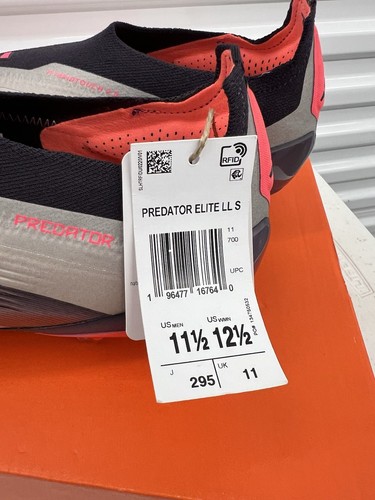 PREDATOR
RFID
PREDATOR ELITE LL S
11
700
UPC
1 96477 16764 0
US MEN US WMN
11½ 12½
J 295 UK 11